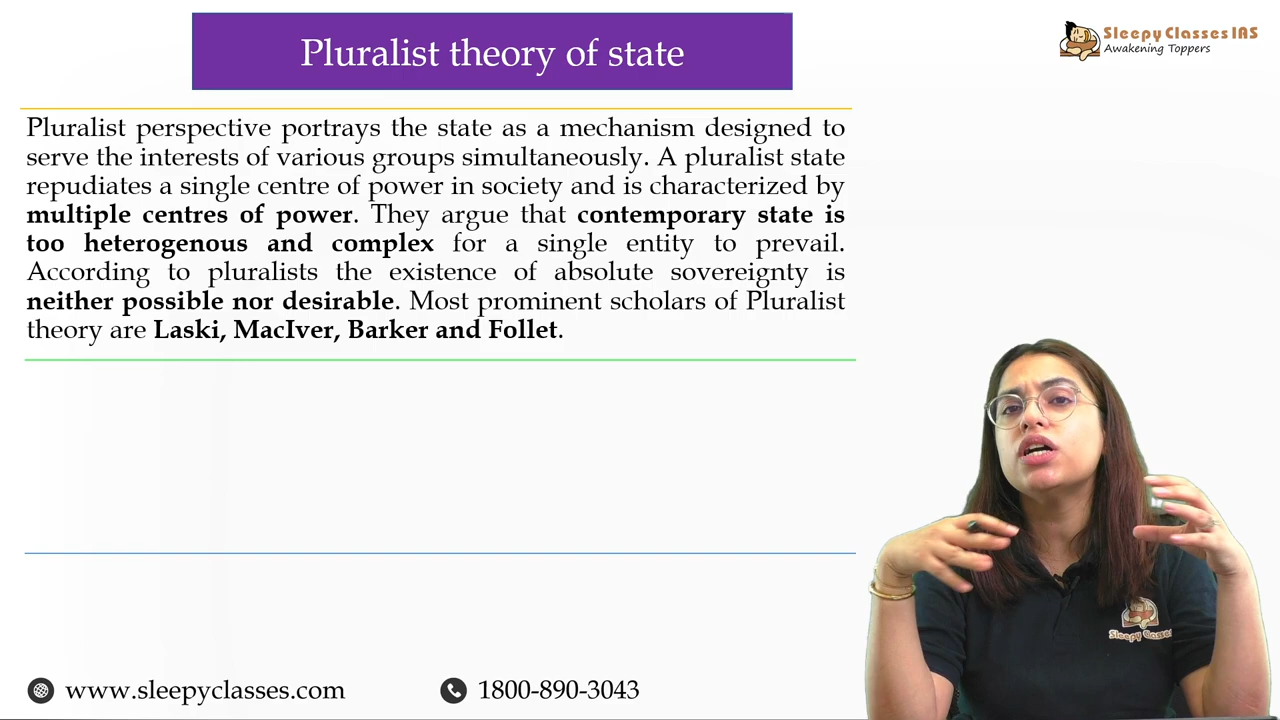 Pluralist theory of state
Sleepy Classes IAS
Awakening Toppers
Pluralist perspective portrays the state as a mechanism designed to
serve the interests of various groups simultaneously. A pluralist state
repudiates a single centre of power in society and is characterized by
multiple centres of power. They argue that contemporary state is
too heterogenous and complex for a single entity to prevail.
According to pluralists the existence of absolute sovereignty is
neither possible nor desirable. Most prominent scholars of Pluralist
theory are Laski, MacIver, Barker and Follet.
Sleepy Classes
www.sleepyclasses.com
1800-890-3043